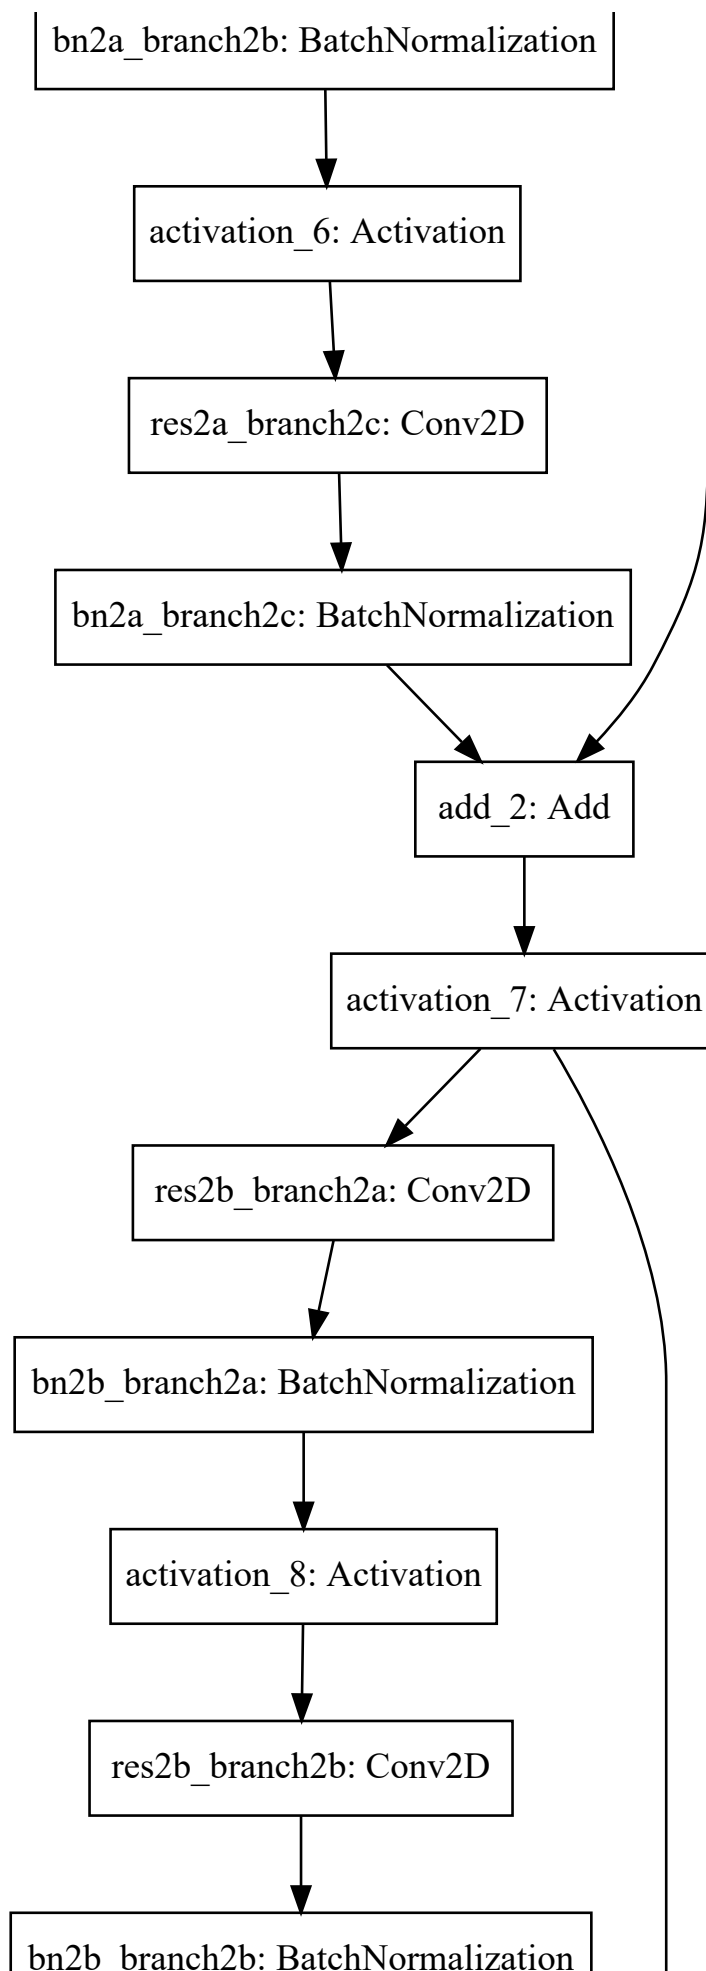 bn2a_branch2b: BatchNormalization
activation_6: Activation
res2a_branch2c: Conv2D
bn2a_branch2c: BatchNormalization
add_2: Add
activation_7: Activation
res2b_branch2a: Conv2D
bn2b_branch2a: BatchNormalization
activation_8: Activation
res2b_branch2b: Conv2D
bn2b_branch2b: BatchNormalization